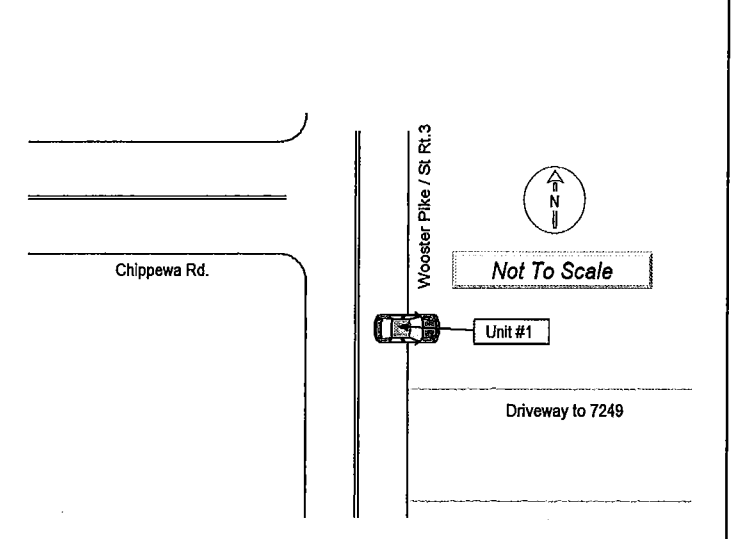 Wooster Pike / St Rt.3
N
Chippewa Rd.
Not To Scale
Unit #1
Driveway to 7249